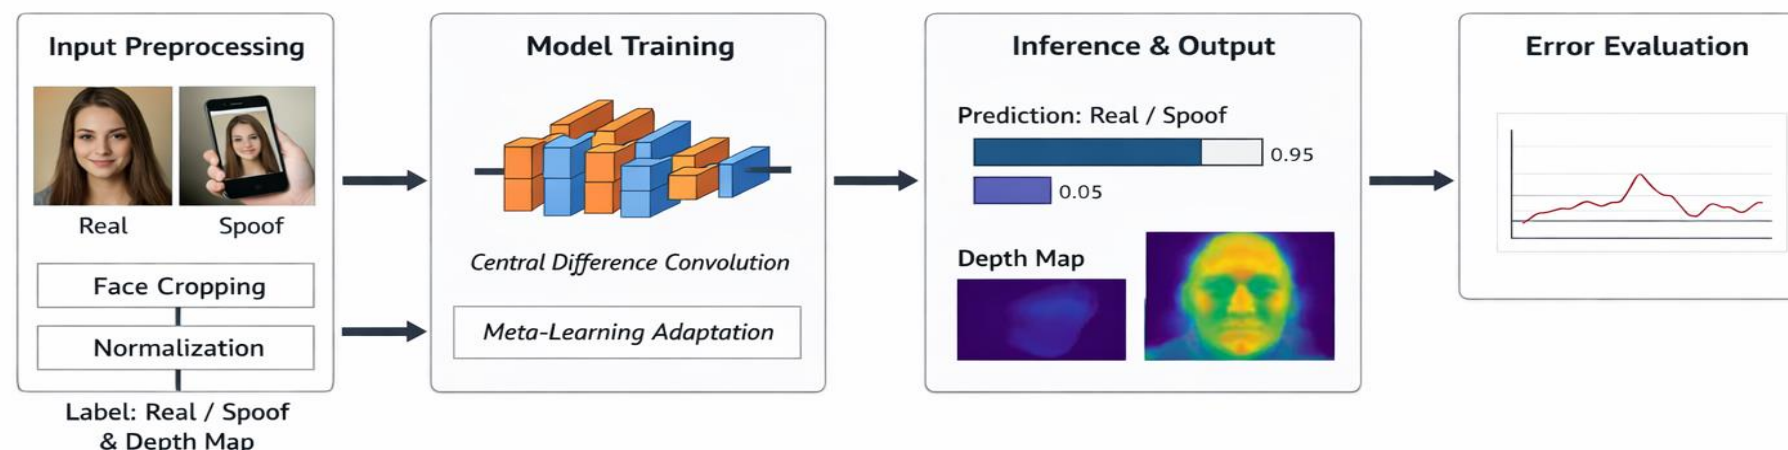 Input Preprocessing
Real
Spoof
Face Cropping
Normalization
Label: Real / Spoof
& Depth Map
Model Training
Central Difference Convolution
Meta-Learning Adaptation
Inference & Output
Prediction: Real / Spoof
0.95
0.05
Depth Map
Error Evaluation